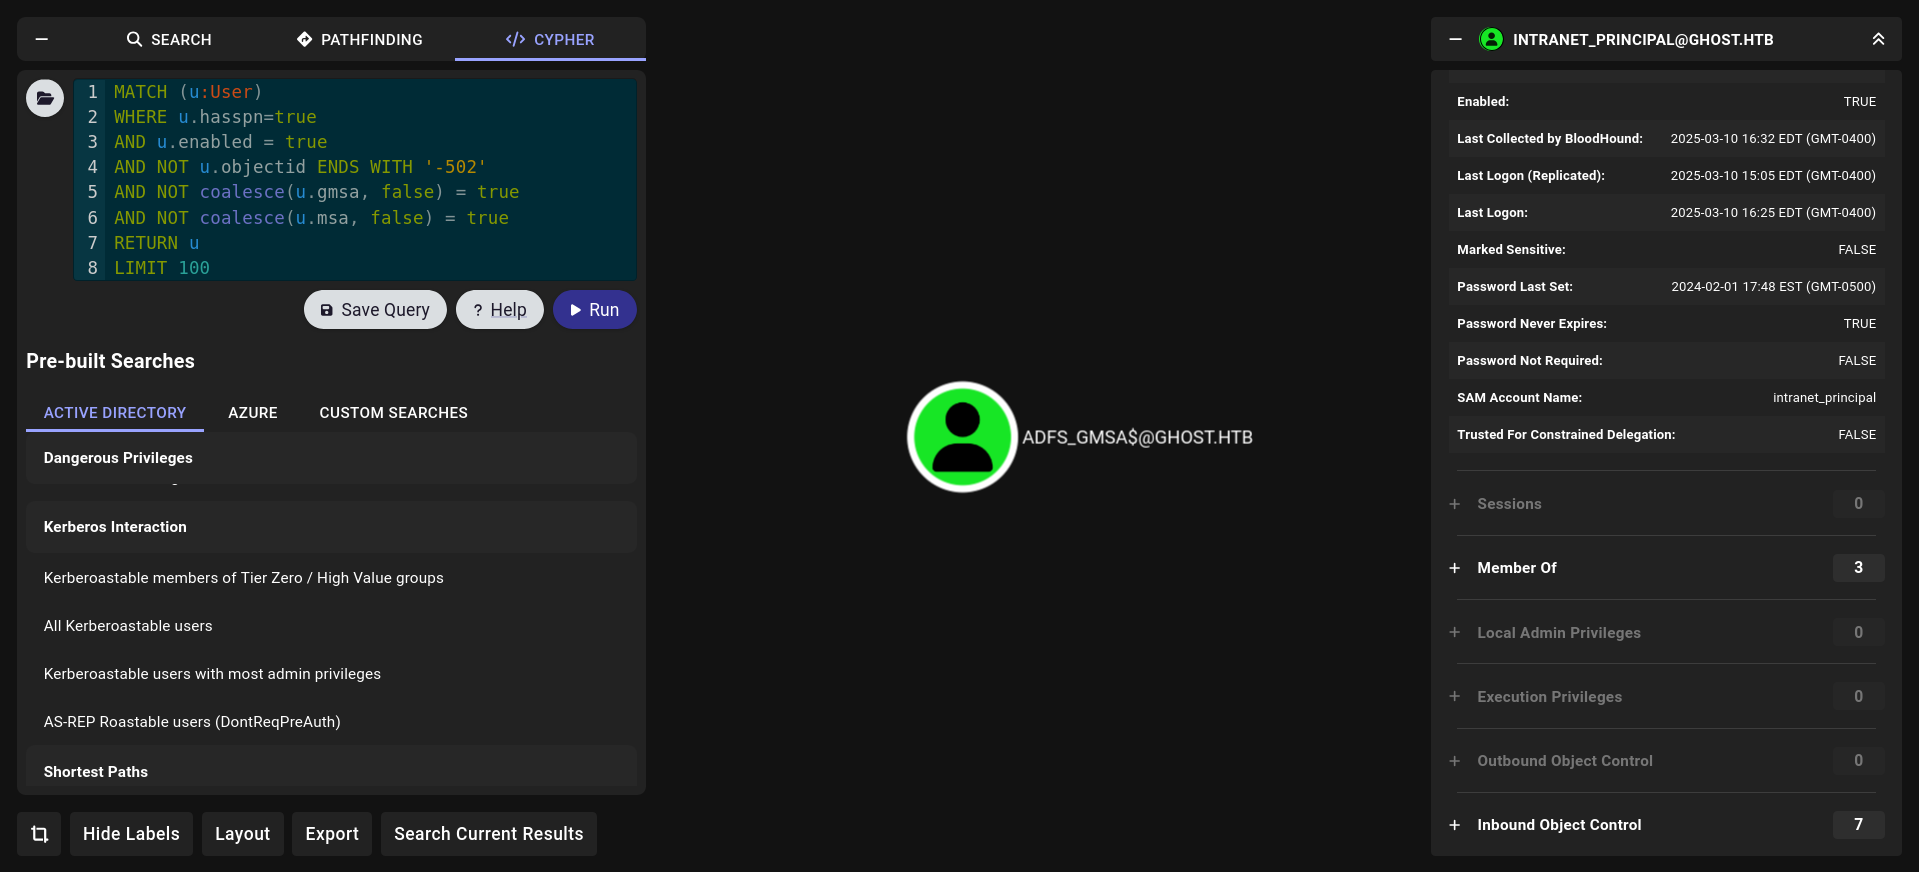 SEARCH
PATHFINDING
CYPHER
1 MATCH (u:User)
2 WHERE u.hasspn=true
3 AND u.enabled = true
4 AND NOT u.objectid ENDS WITH '-502'
5 AND NOT coalesce(u.gmsa, false) = true
6 AND NOT coalesce(u.msa, false) = true
7 RETURN u
8 LIMIT 100
Save Query
? Help
Run
Pre-built Searches
ACTIVE DIRECTORY
AZURE
CUSTOM SEARCHES
Dangerous Privileges
Kerberos Interaction
Kerberoastable members of Tier Zero / High Value groups
All Kerberoastable users
Kerberoastable users with most admin privileges
AS-REP Roastable users (DontReqPreAuth)
Shortest Paths
Hide Labels
Layout
Export
Search Current Results
ADFS_GMSA$@GHOST.HTB
INTRANET_PRINCIPAL@GHOST.HTB
Enabled: TRUE
Last Collected by BloodHound: 2025-03-10 16:32 EDT (GMT-0400)
Last Logon (Replicated): 2025-03-10 15:05 EDT (GMT-0400)
Last Logon: 2025-03-10 16:25 EDT (GMT-0400)
Marked Sensitive: FALSE
Password Last Set: 2024-02-01 17:48 EST (GMT-0500)
Password Never Expires: TRUE
Password Not Required: FALSE
SAM Account Name: intranet_principal
Trusted For Constrained Delegation: FALSE
+ Sessions 0
+ Member Of 3
+ Local Admin Privileges 0
+ Execution Privileges 0
+ Outbound Object Control 0
+ Inbound Object Control 7